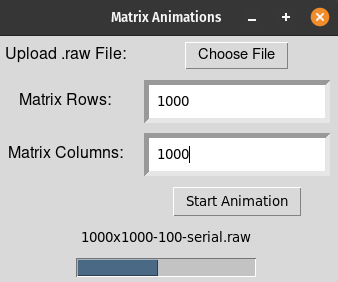 Matrix Animations
Upload .raw File: Choose File
Matrix Rows: 1000
Matrix Columns: 1000
Start Animation
1000x1000-100-serial.raw